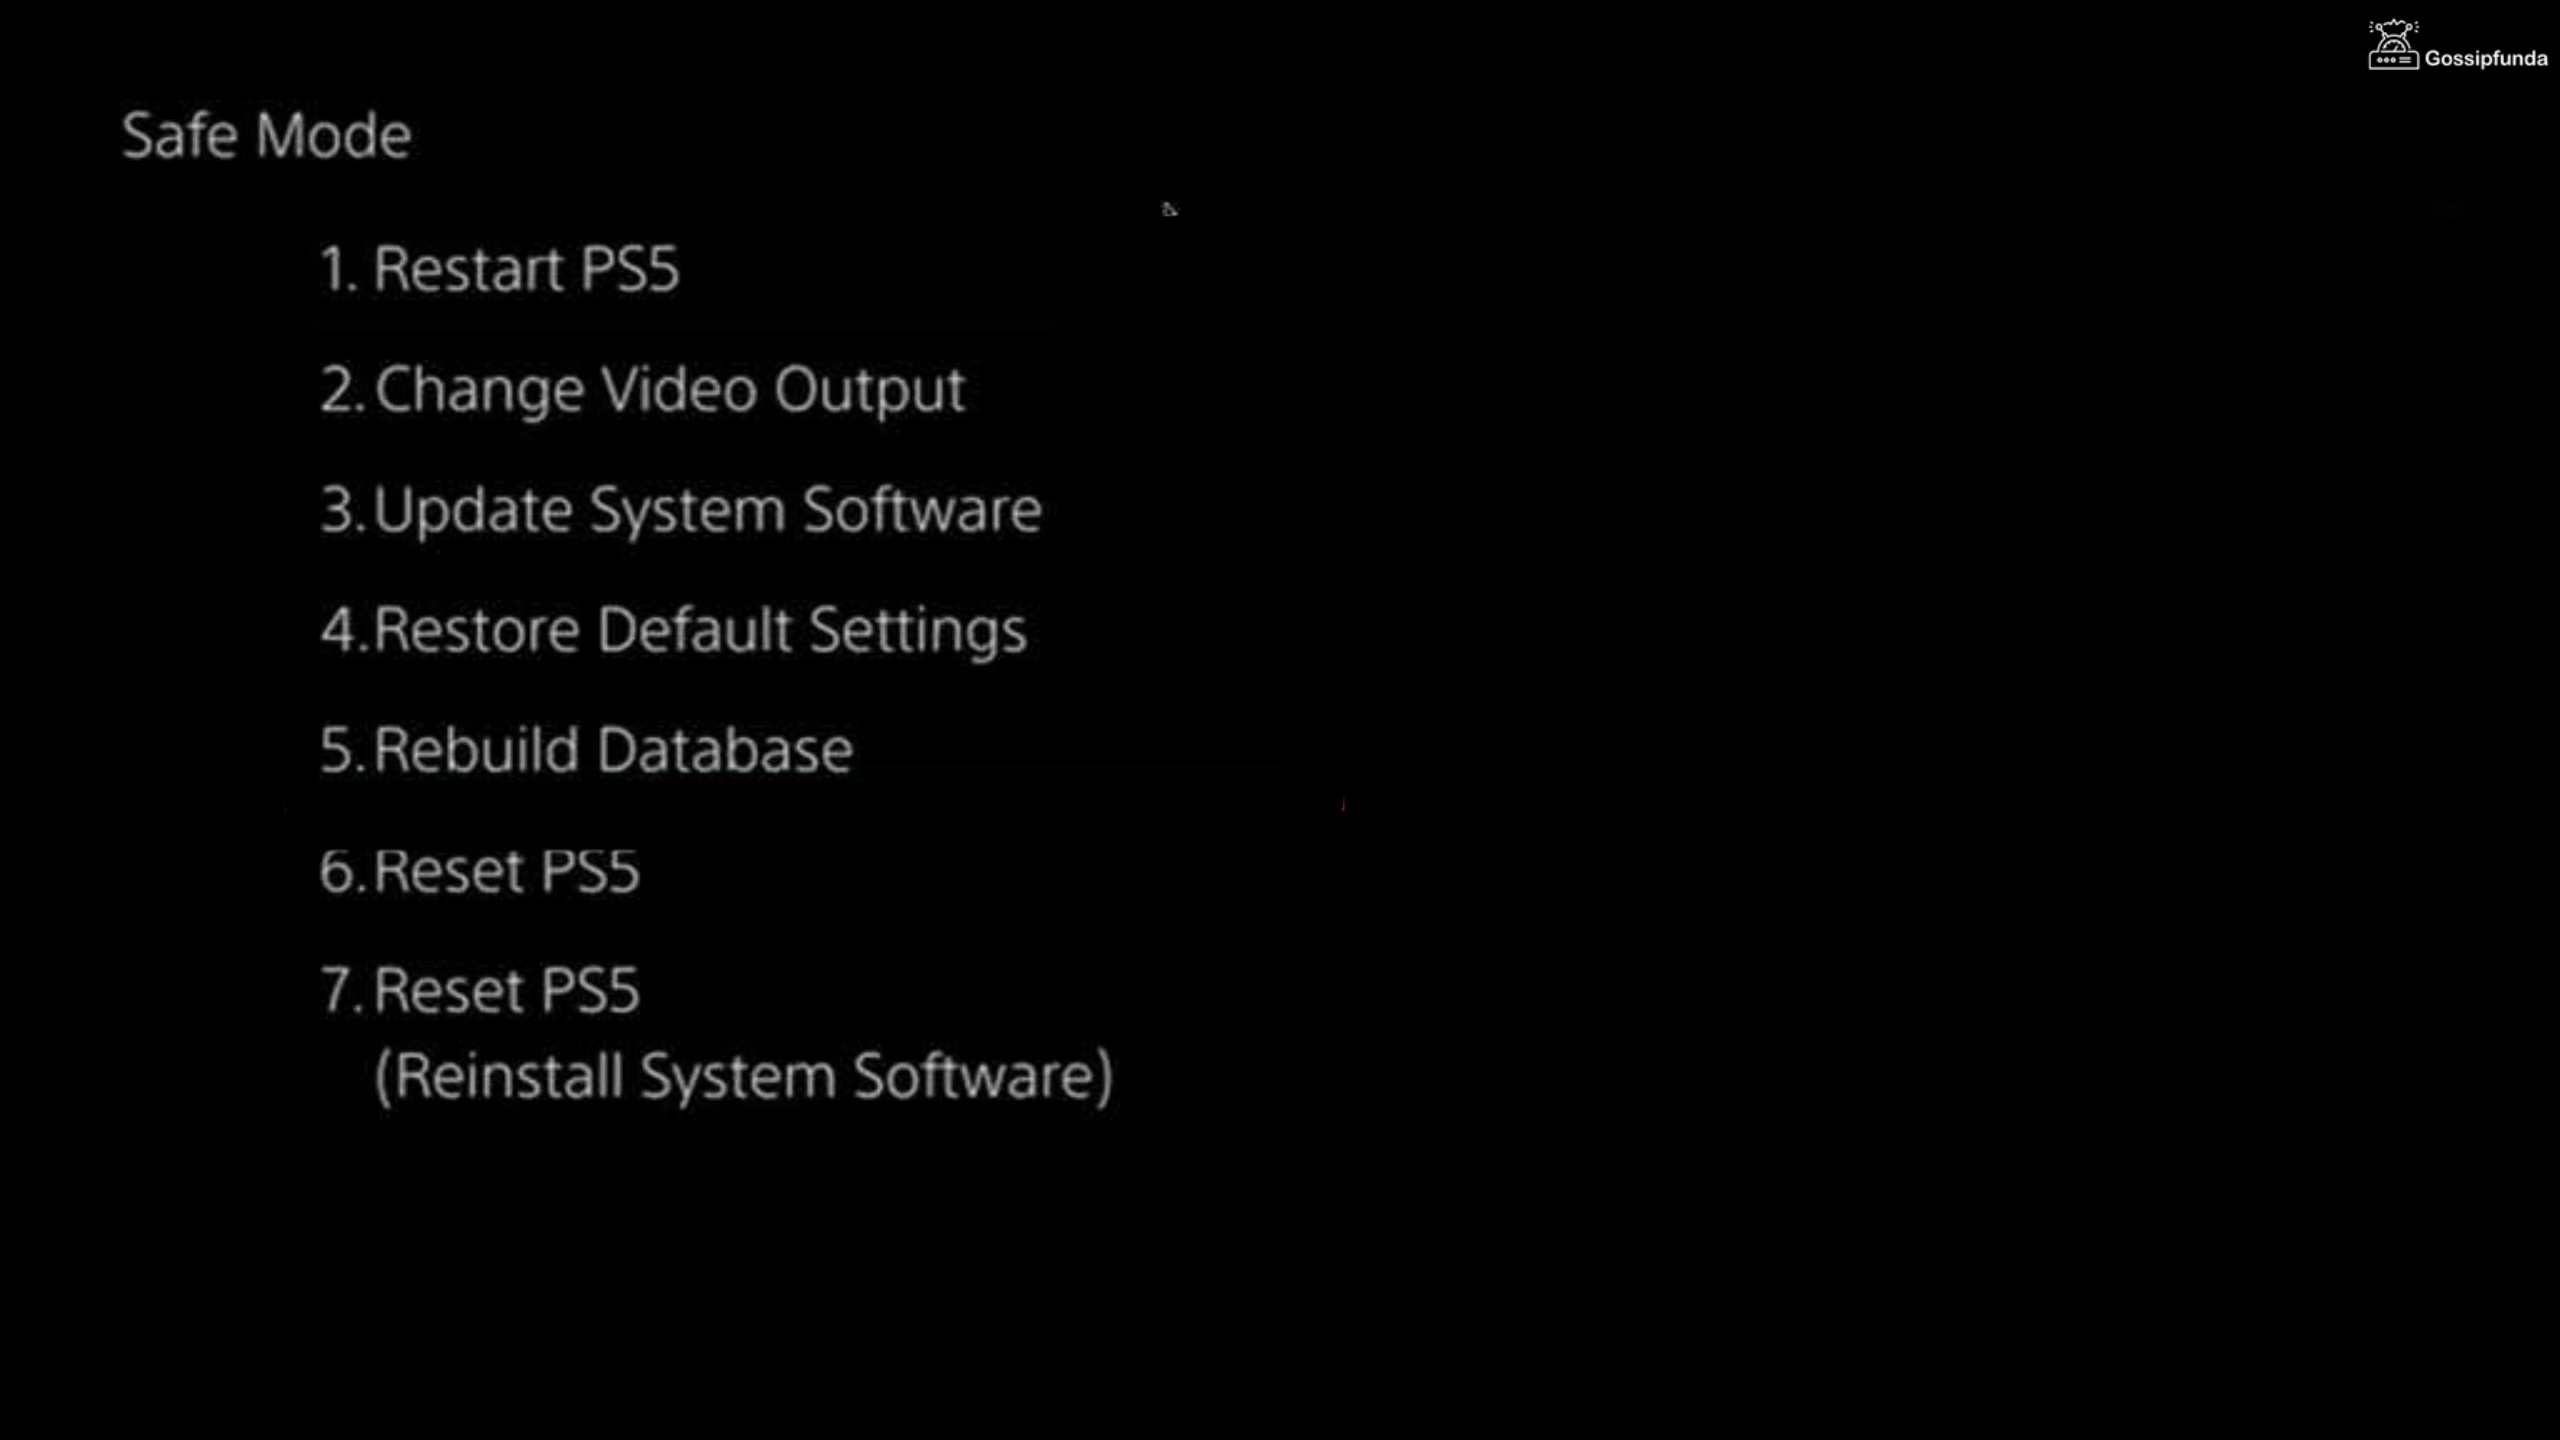 Gossipfunda
Safe Mode
1. Restart PS5
2. Change Video Output
3. Update System Software
4. Restore Default Settings
5. Rebuild Database
6. Reset PS5
7. Reset PS5
(Reinstall System Software)